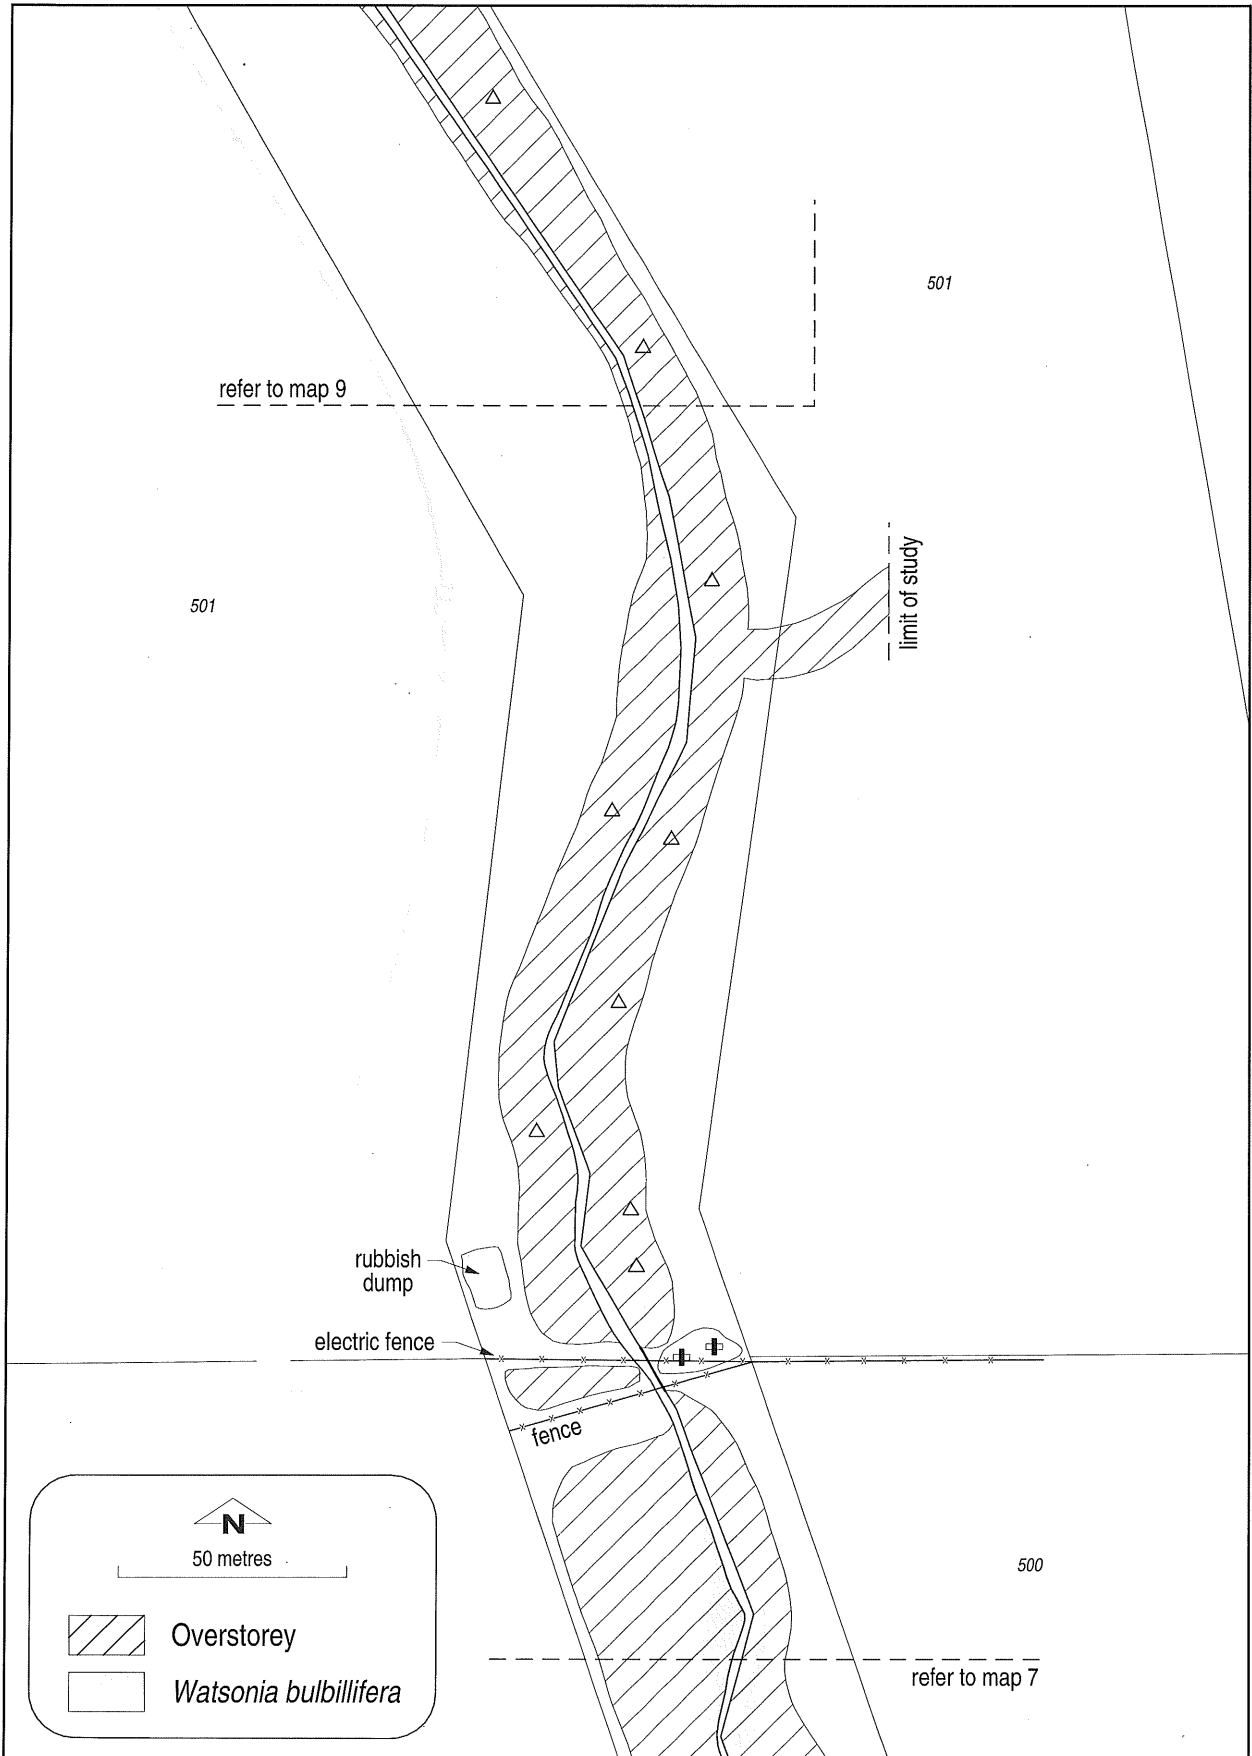 501
refer to map 9
limit of study
501
rubbish
dump
electric fence
fence
N
50 metres
500
Overstorey
refer to map 7
Watsonia bulbillifera